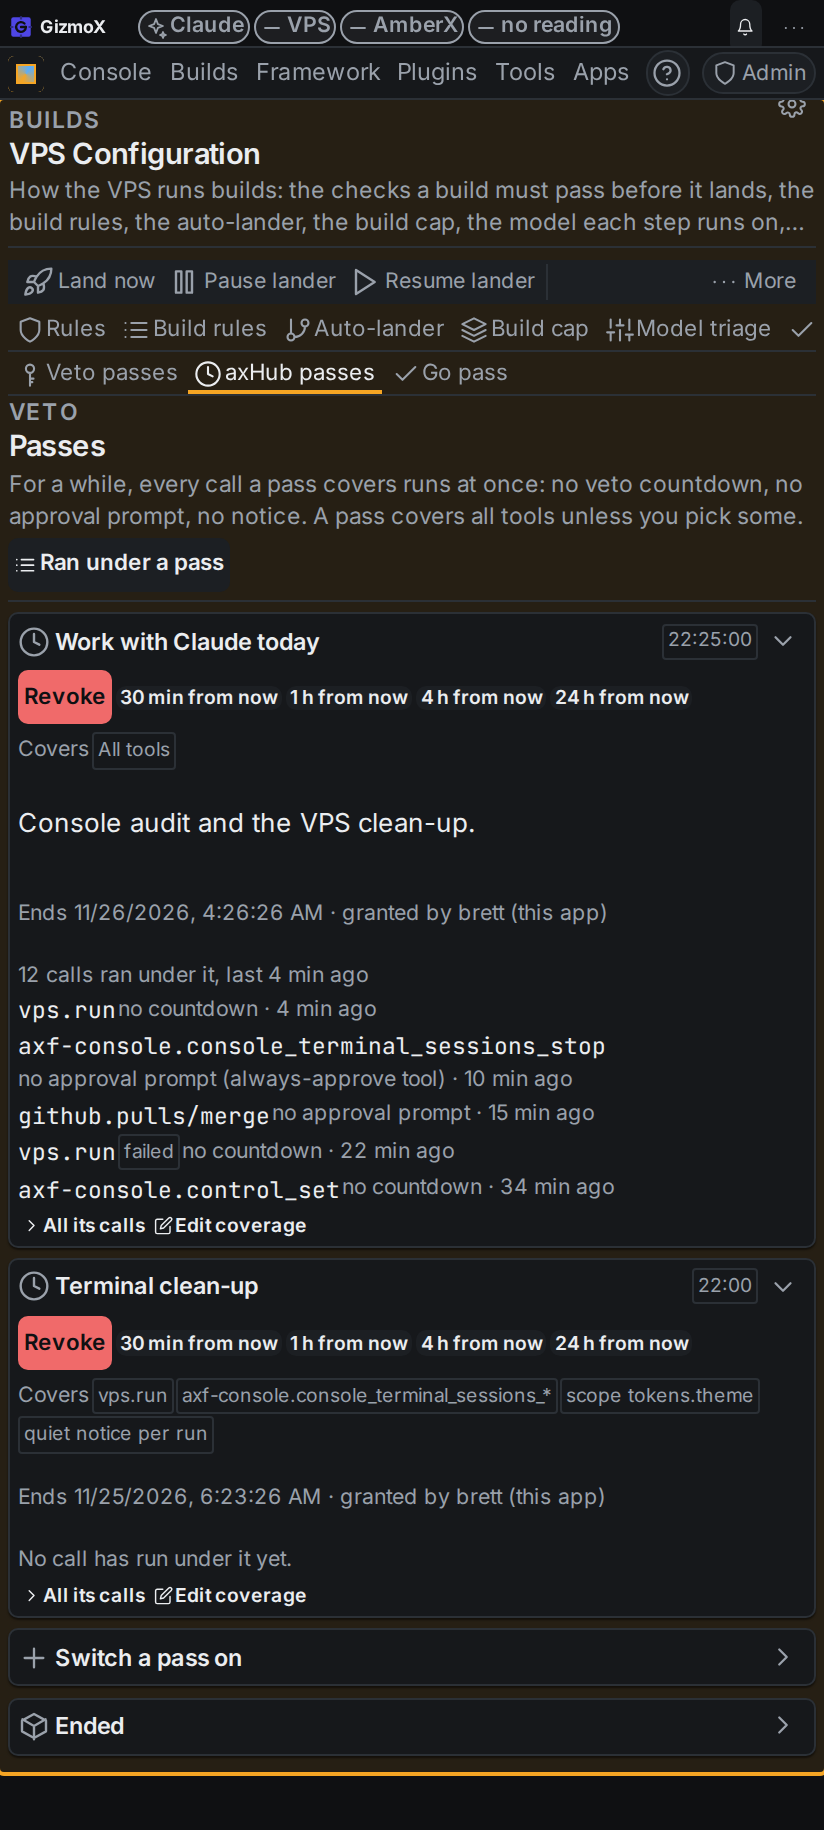 GizmoX Claude — VPS — AmberX — no reading ···
Console Builds Framework Plugins Tools Apps Admin
BUILDS
VPS Configuration
How the VPS runs builds: the checks a build must pass before it lands, the
build rules, the auto-lander, the build cap, the model each step runs on,...
Land now Pause lander Resume lander ··· More
Rules Build rules Auto-lander Build cap Model triage
Veto passes axHub passes Go pass
VETO
Passes
For a while, every call a pass covers runs at once: no veto countdown, no
approval prompt, no notice. A pass covers all tools unless you pick some.
Ran under a pass
Work with Claude today 22:25:00
Revoke 30 min from now 1 h from now 4 h from now 24 h from now
Covers All tools
Console audit and the VPS clean-up.
Ends 11/26/2026, 4:26:26 AM · granted by brett (this app)
12 calls ran under it, last 4 min ago
vps.run no countdown · 4 min ago
axf-console.console_terminal_sessions_stop
no approval prompt (always-approve tool) · 10 min ago
github.pulls/merge no approval prompt · 15 min ago
vps.run failed no countdown · 22 min ago
axf-console.control_set no countdown · 34 min ago
All its calls Edit coverage
Terminal clean-up 22:00
Revoke 30 min from now 1 h from now 4 h from now 24 h from now
Covers vps.run axf-console.console_terminal_sessions_* scope tokens.theme
quiet notice per run
Ends 11/25/2026, 6:23:26 AM · granted by brett (this app)
No call has run under it yet.
All its calls Edit coverage
Switch a pass on
Ended